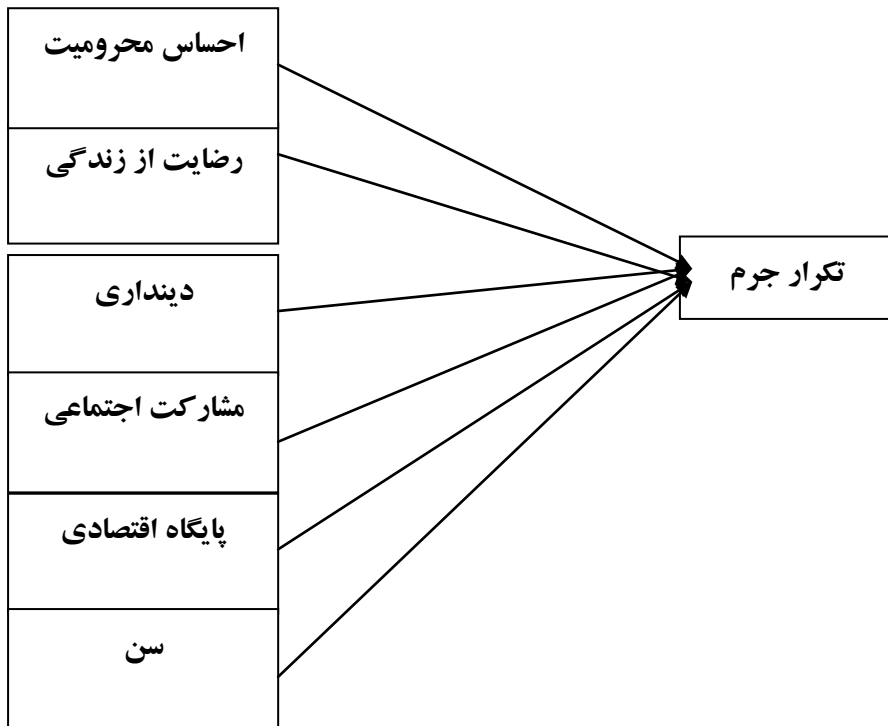 احساس محرومیت
رضایت از زندگی
دینداری
مشارکت اجتماعی
پایگاه اقتصادی
سن
تکرار جرم